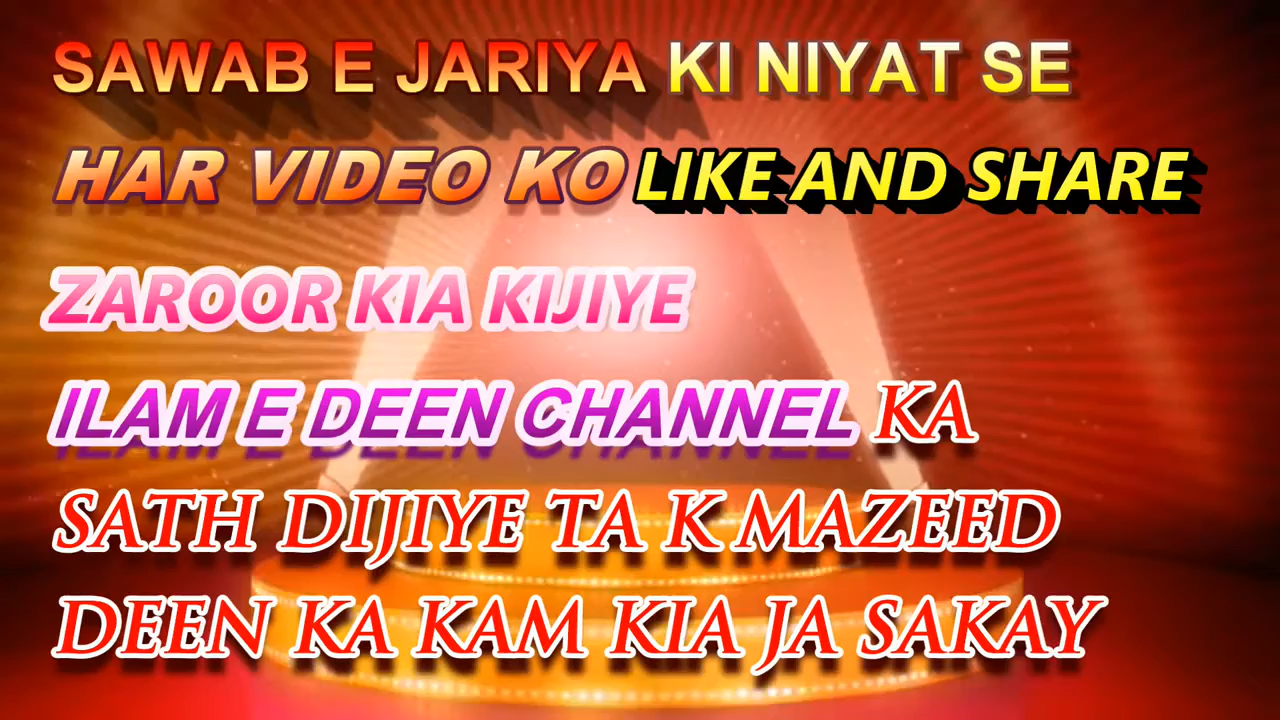 SAWAB E JARIYA KI NIYAT SE
HAR VIDEO KO LIKE AND SHARE
ZAROOR KIA KIJIYE
ILAM E DEEN CHANNEL KA
SATH DIJIYE TA K MAZEED
DEEN KA KAM KIA JA SAKAY